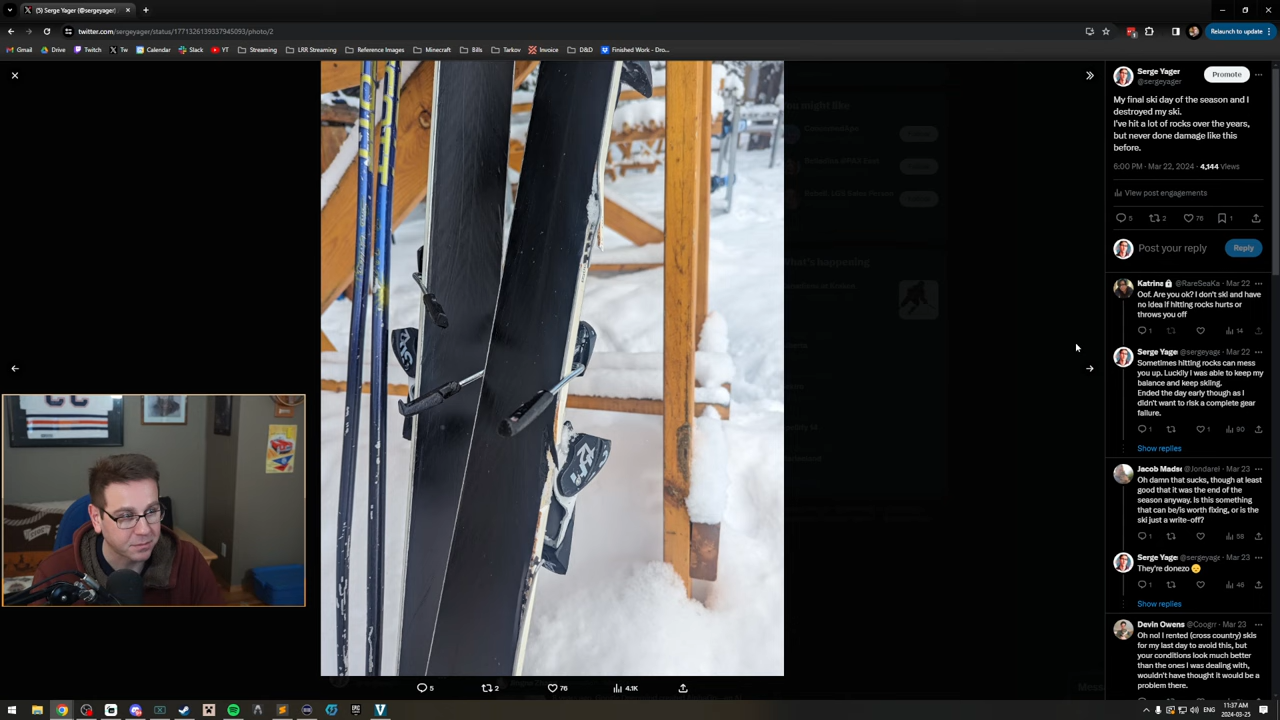 (5) Serge Yager (@sergeyager)
twitter.com/sergeyager/status/1771326139337945093/photo/2
Relaunch to update
Gmail
Drive
Twitch
Tw
Calendar
Slack
YT
Streaming
LRR Streaming
Reference Images
Minecraft
Bills
Tarkov
Invoice
D&D
Finished Work - Dro...
You might like
What's happening
Serge Yager
@sergeyager
Promote
My final ski day of the season and I
destroyed my ski.
I've hit a lot of rocks over the years,
but never done damage like this
before.
6:00 PM · Mar 22, 2024 · 4,144 Views
View post engagements
5
2
76
1
Post your reply
Reply
Katrina @RareSeaKa · Mar 22
Oof. Are you ok? I don't ski and have
no idea if hitting rocks hurts or
throws you off
1
14
Serge Yage @sergeyage · Mar 22
Sometimes hitting rocks can mess
you up. Luckily I was able to keep my
balance and keep skiing.
Ended the day early though as I
didn't want to risk a complete gear
failure.
1
1
90
Show replies
Jacob Mads @Jondarel · Mar 23
Oh damn that sucks, though at least
good that it was the end of the
season anyway. Is this something
that can be/is worth fixing, or is the
ski just a write-off?
1
58
Serge Yage @sergeyage · Mar 23
They're donezo
1
46
Show replies
Devin Owens @Coogrr · Mar 23
Oh no! I rented (cross country) skis
for my last day to avoid this, but
your conditions look much better
than the ones I was dealing with,
wouldn't have thought it would be a
problem there.
5
2
76
4.1K
ENG
11:37 AM
2024-03-25